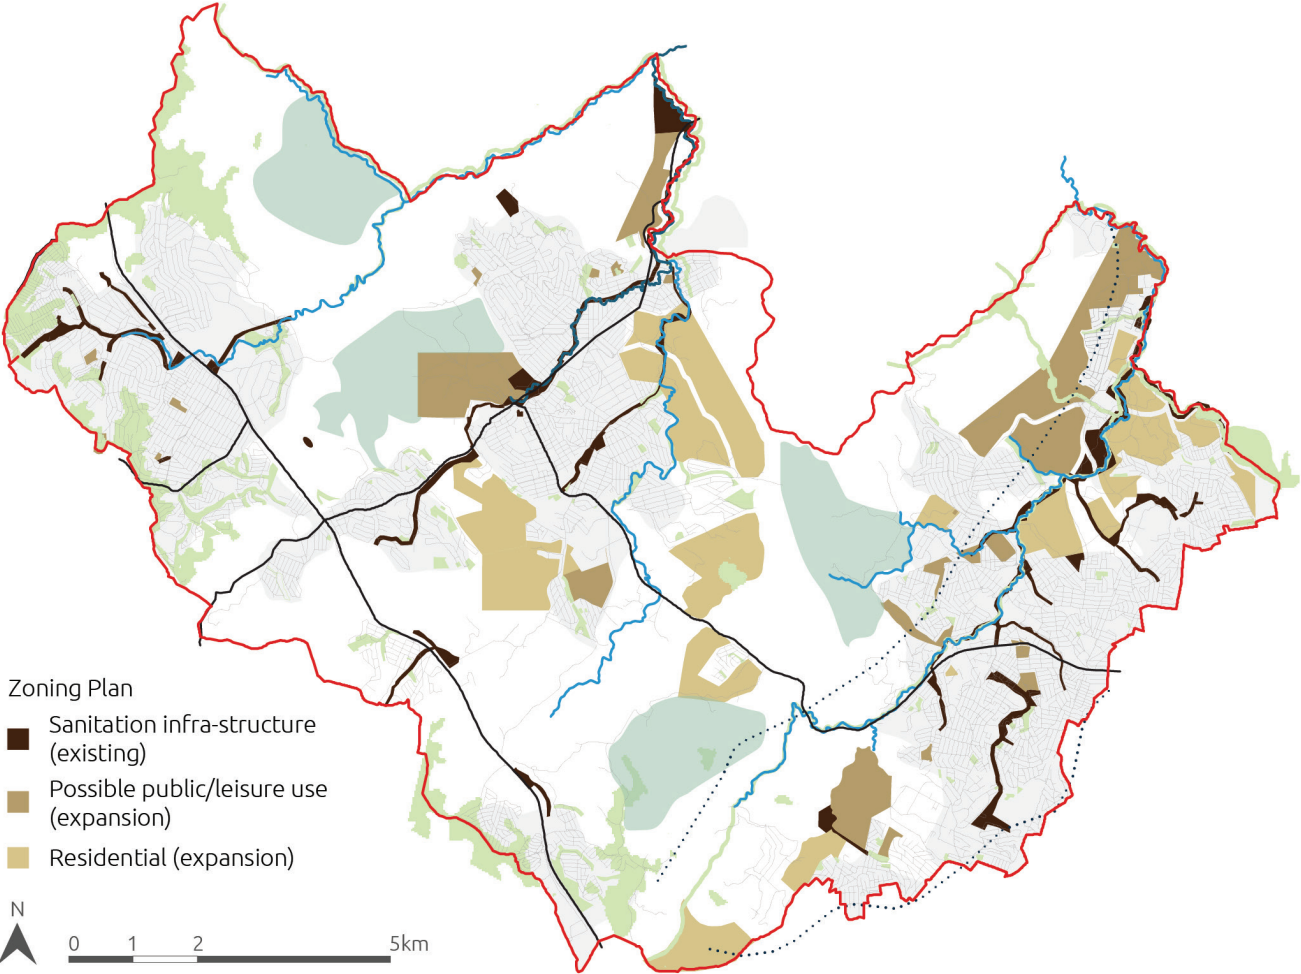 Zoning Plan
Sanitation infra-structure
(existing)
Possible public/leisure use
(expansion)
Residential (expansion)
N
0 1 2 5km